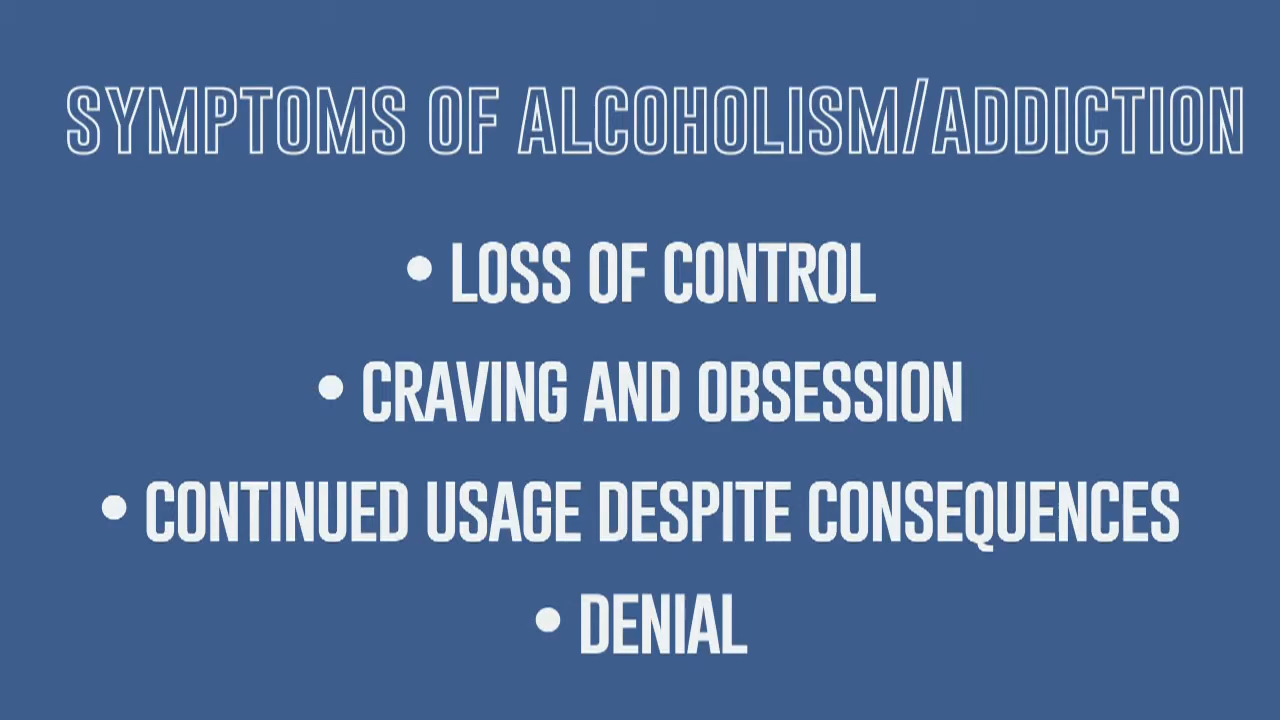 SYMPTOMS OF ALCOHOLISM/ADDICTION
• LOSS OF CONTROL
• CRAVING AND OBSESSION
• CONTINUED USAGE DESPITE CONSEQUENCES
• DENIAL